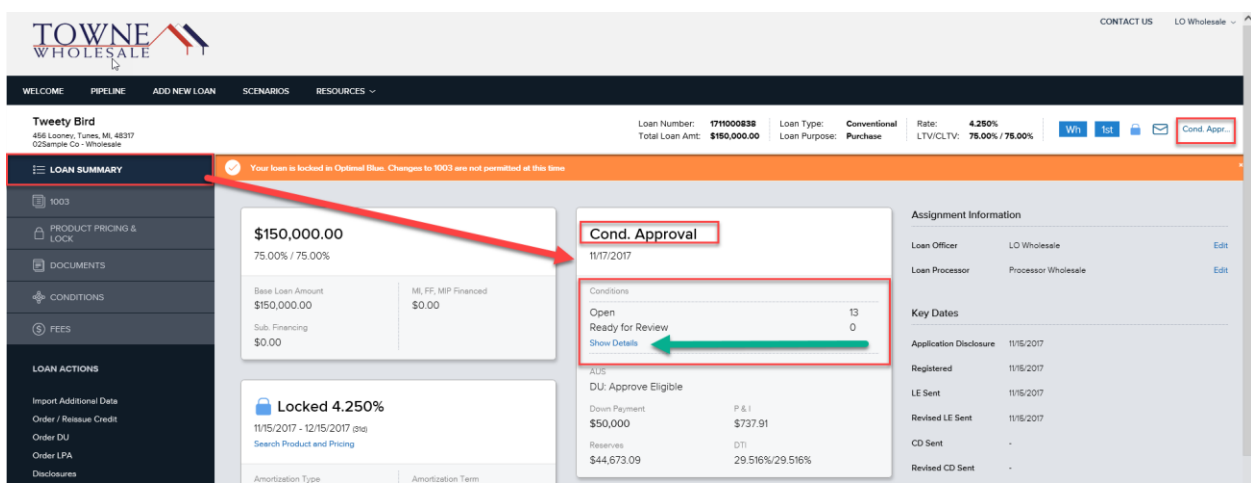 CONTACT US LO Wholesale
TOWNE
WHOLESALE
WELCOME PIPELINE ADD NEW LOAN SCENARIOS RESOURCES
Tweety Bird
456 Looney, Tunes, MI, 48317
02Sample Co - Wholesale
Loan Number: 1711000838 Loan Type: Conventional Rate: 4.250%
Total Loan Amt: $150,000.00 Loan Purpose: Purchase LTV/CLTV: 75.00% / 75.00%
Wh 1st Cond. Appr...
LOAN SUMMARY
1003
PRODUCT PRICING &
LOCK
DOCUMENTS
CONDITIONS
FEES
LOAN ACTIONS
Import Additional Data
Order / Reissue Credit
Order DU
Order LPA
Disclosures
Your loan is locked in Optimal Blue. Changes to 1003 are not permitted at this time
$150,000.00
75.00% / 75.00%
Base Loan Amount MI, FF, MIP Financed
$150,000.00 $0.00
Sub. Financing
$0.00
Locked 4.250%
11/15/2017 - 12/15/2017 (31d)
Search Product and Pricing
Amortization Type Amortization Term
Cond. Approval
11/17/2017
Conditions
Open 13
Ready for Review 0
Show Details
AUS
DU: Approve Eligible
Down Payment P & I
$50,000 $737.91
Reserves DTI
$44,673.09 29.516%/29.516%
Assignment Information
Loan Officer LO Wholesale Edit
Loan Processor Processor Wholesale Edit
Key Dates
Application Disclosure 11/15/2017
Registered 11/15/2017
LE Sent 11/15/2017
Revised LE Sent 11/15/2017
CD Sent -
Revised CD Sent -